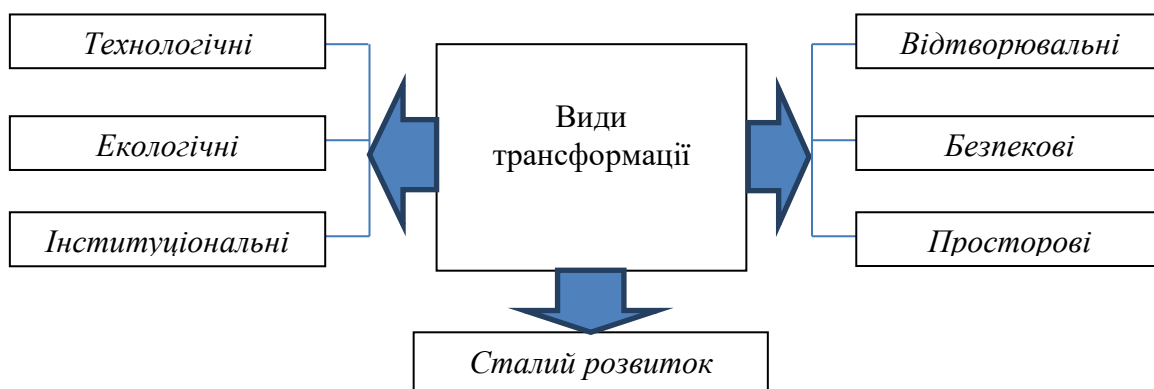 Технологічні
Екологічні
Інституціональні
Види
трансформації
Відтворювальні
Безпекові
Просторові
Сталий розвиток